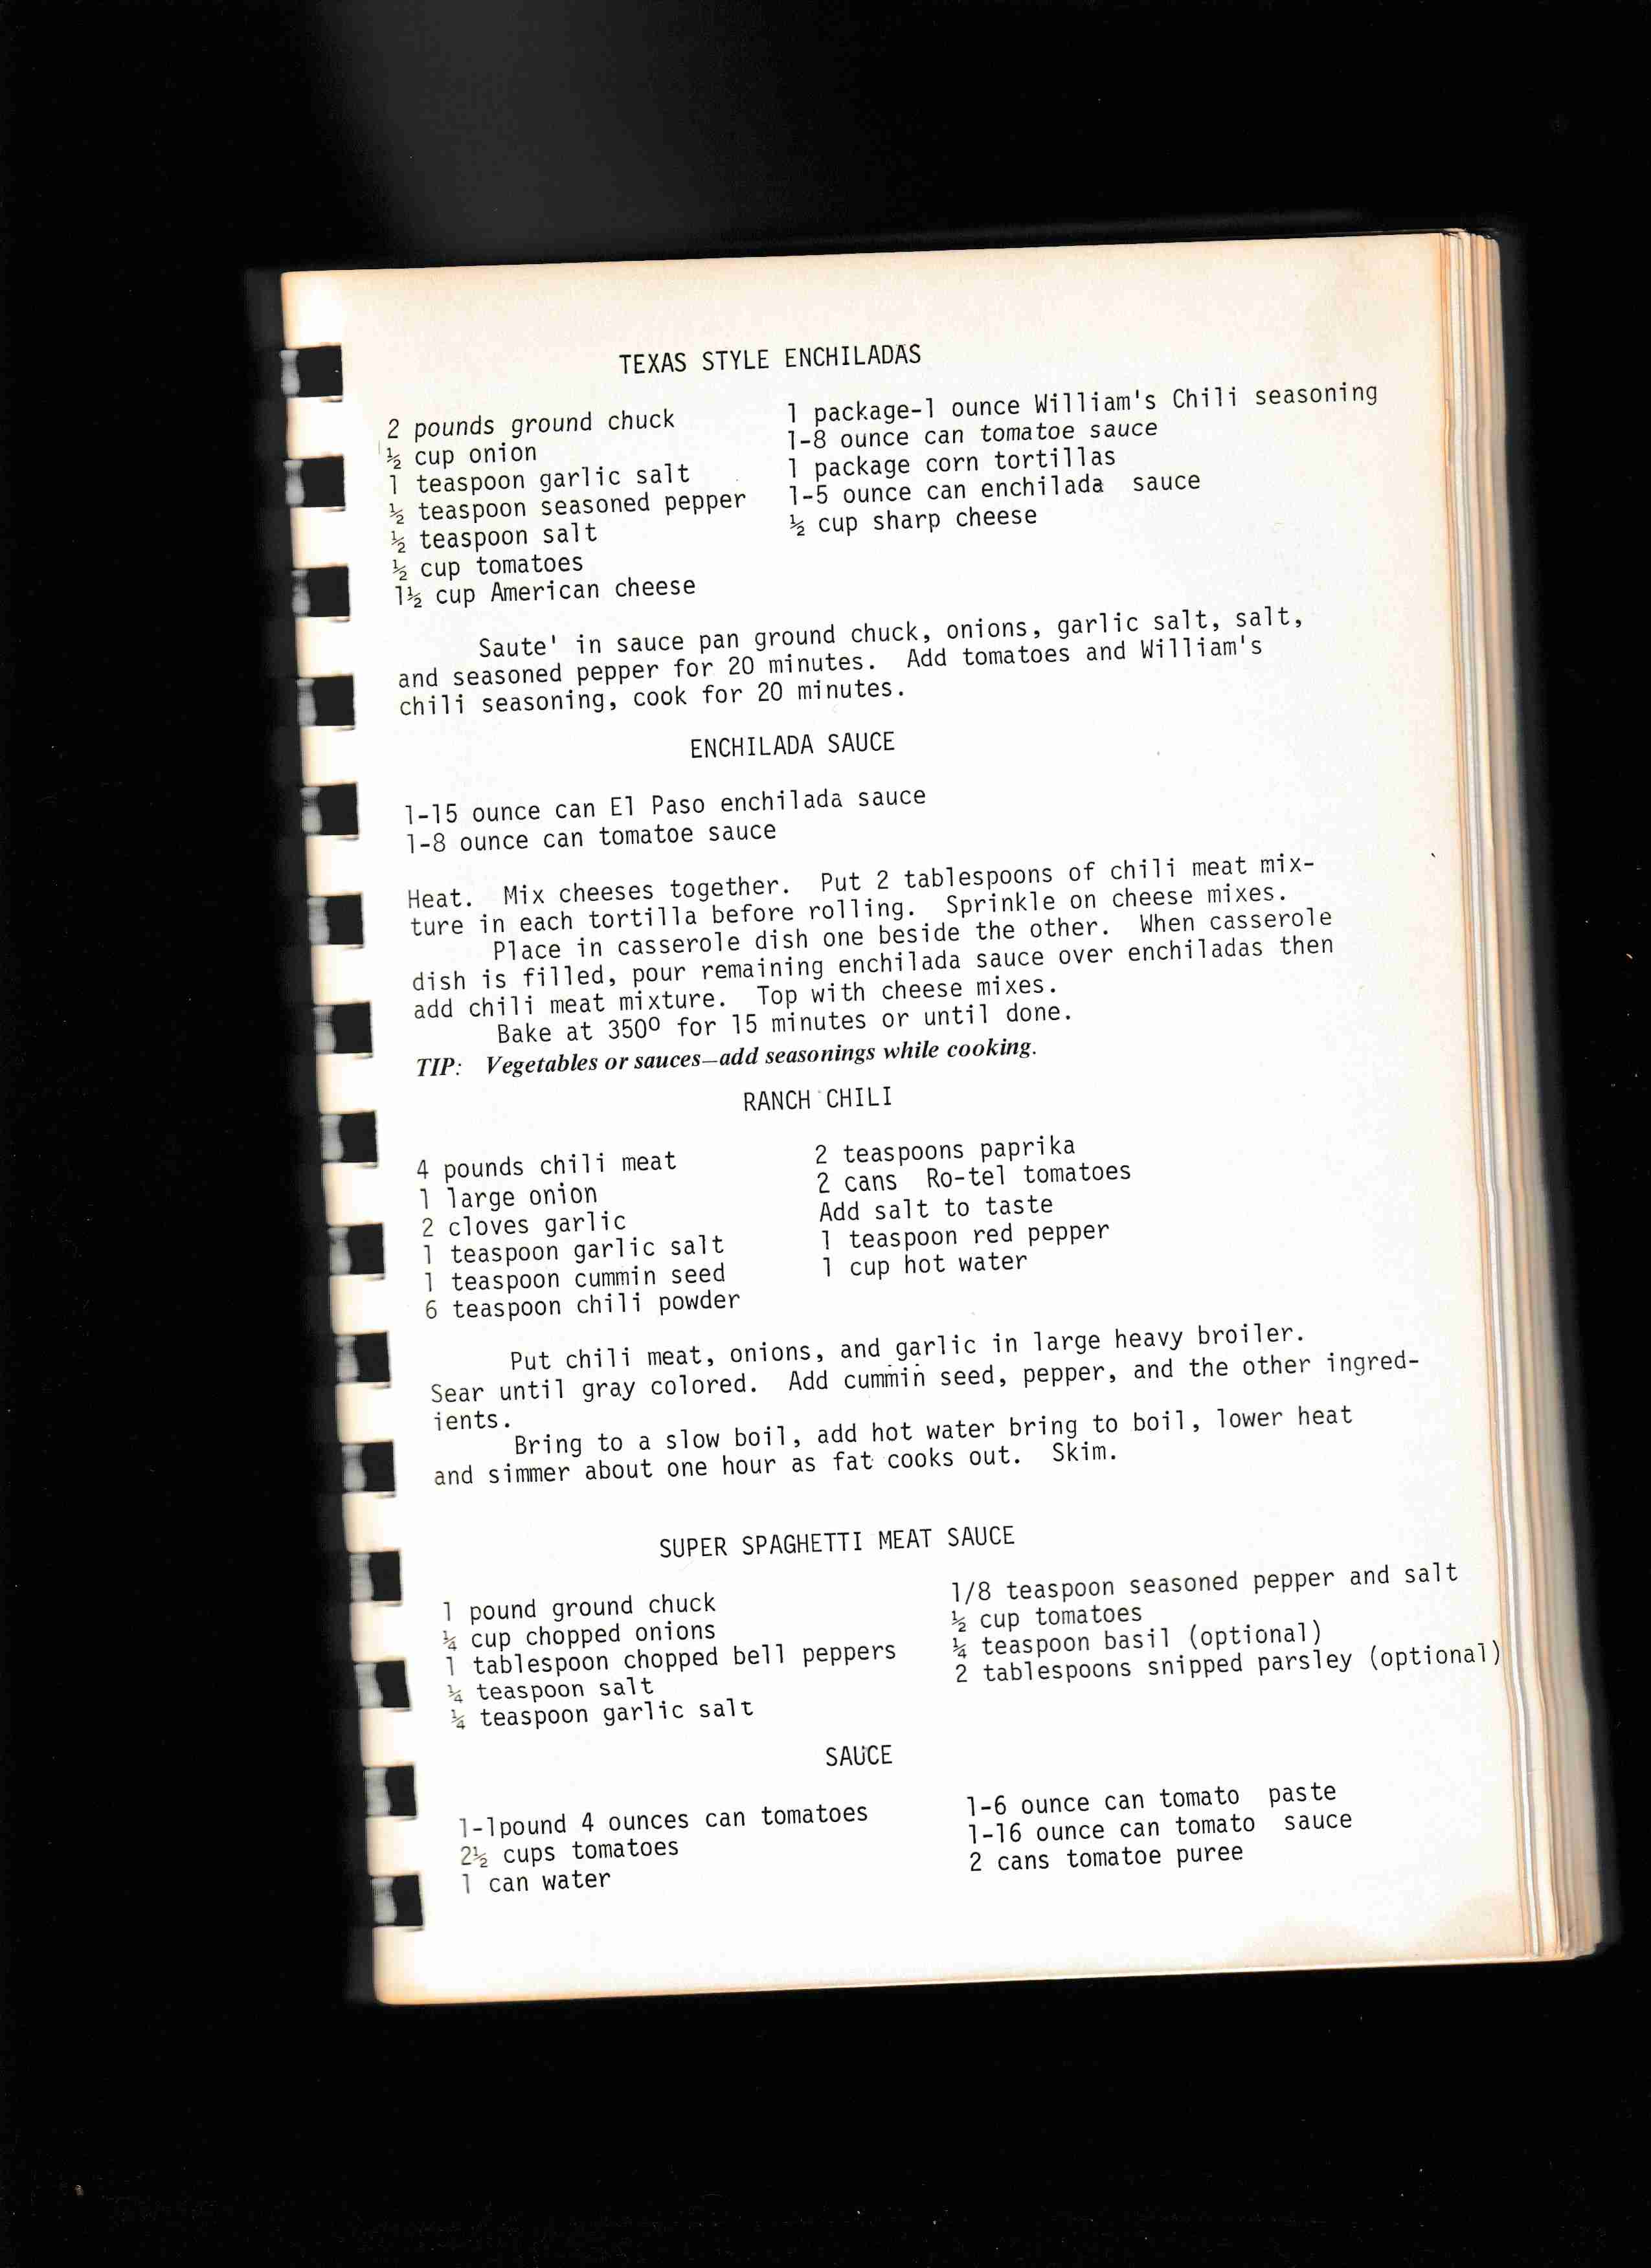 TEXAS STYLE ENCHILADAS
2 pounds ground chuck
½ cup onion
1 teaspoon garlic salt
½ teaspoon seasoned pepper
½ teaspoon salt
½ cup tomatoes
1½ cup American cheese
1 package-1 ounce William's Chili seasoning
1-8 ounce can tomatoe sauce
1 package corn tortillas
1-5 ounce can enchilada sauce
½ cup sharp cheese
Saute' in sauce pan ground chuck, onions, garlic salt, salt,
and seasoned pepper for 20 minutes. Add tomatoes and William's
chili seasoning, cook for 20 minutes.
ENCHILADA SAUCE
1-15 ounce can El Paso enchilada sauce
1-8 ounce can tomatoe sauce
Heat. Mix cheeses together. Put 2 tablespoons of chili meat mix-
ture in each tortilla before rolling. Sprinkle on cheese mixes.
Place in casserole dish one beside the other. When casserole
dish is filled, pour remaining enchilada sauce over enchiladas then
add chili meat mixture. Top with cheese mixes.
Bake at 350º for 15 minutes or until done.
TIP: Vegetables or sauces—add seasonings while cooking.
RANCH CHILI
4 pounds chili meat
1 large onion
2 cloves garlic
1 teaspoon garlic salt
1 teaspoon cummin seed
6 teaspoon chili powder
2 teaspoons paprika
2 cans Ro-tel tomatoes
Add salt to taste
1 teaspoon red pepper
1 cup hot water
Put chili meat, onions, and garlic in large heavy broiler.
Sear until gray colored. Add cummin seed, pepper, and the other ingred-
ients.
Bring to a slow boil, add hot water bring to boil, lower heat
and simmer about one hour as fat cooks out. Skim.
SUPER SPAGHETTI MEAT SAUCE
1 pound ground chuck
¼ cup chopped onions
1 tablespoon chopped bell peppers
¼ teaspoon salt
¼ teaspoon garlic salt
1/8 teaspoon seasoned pepper and salt
½ cup tomatoes
¼ teaspoon basil (optional)
2 tablespoons snipped parsley (optional)
SAUCE
1-1pound 4 ounces can tomatoes
2½ cups tomatoes
1 can water
1-6 ounce can tomato paste
1-16 ounce can tomato sauce
2 cans tomatoe puree